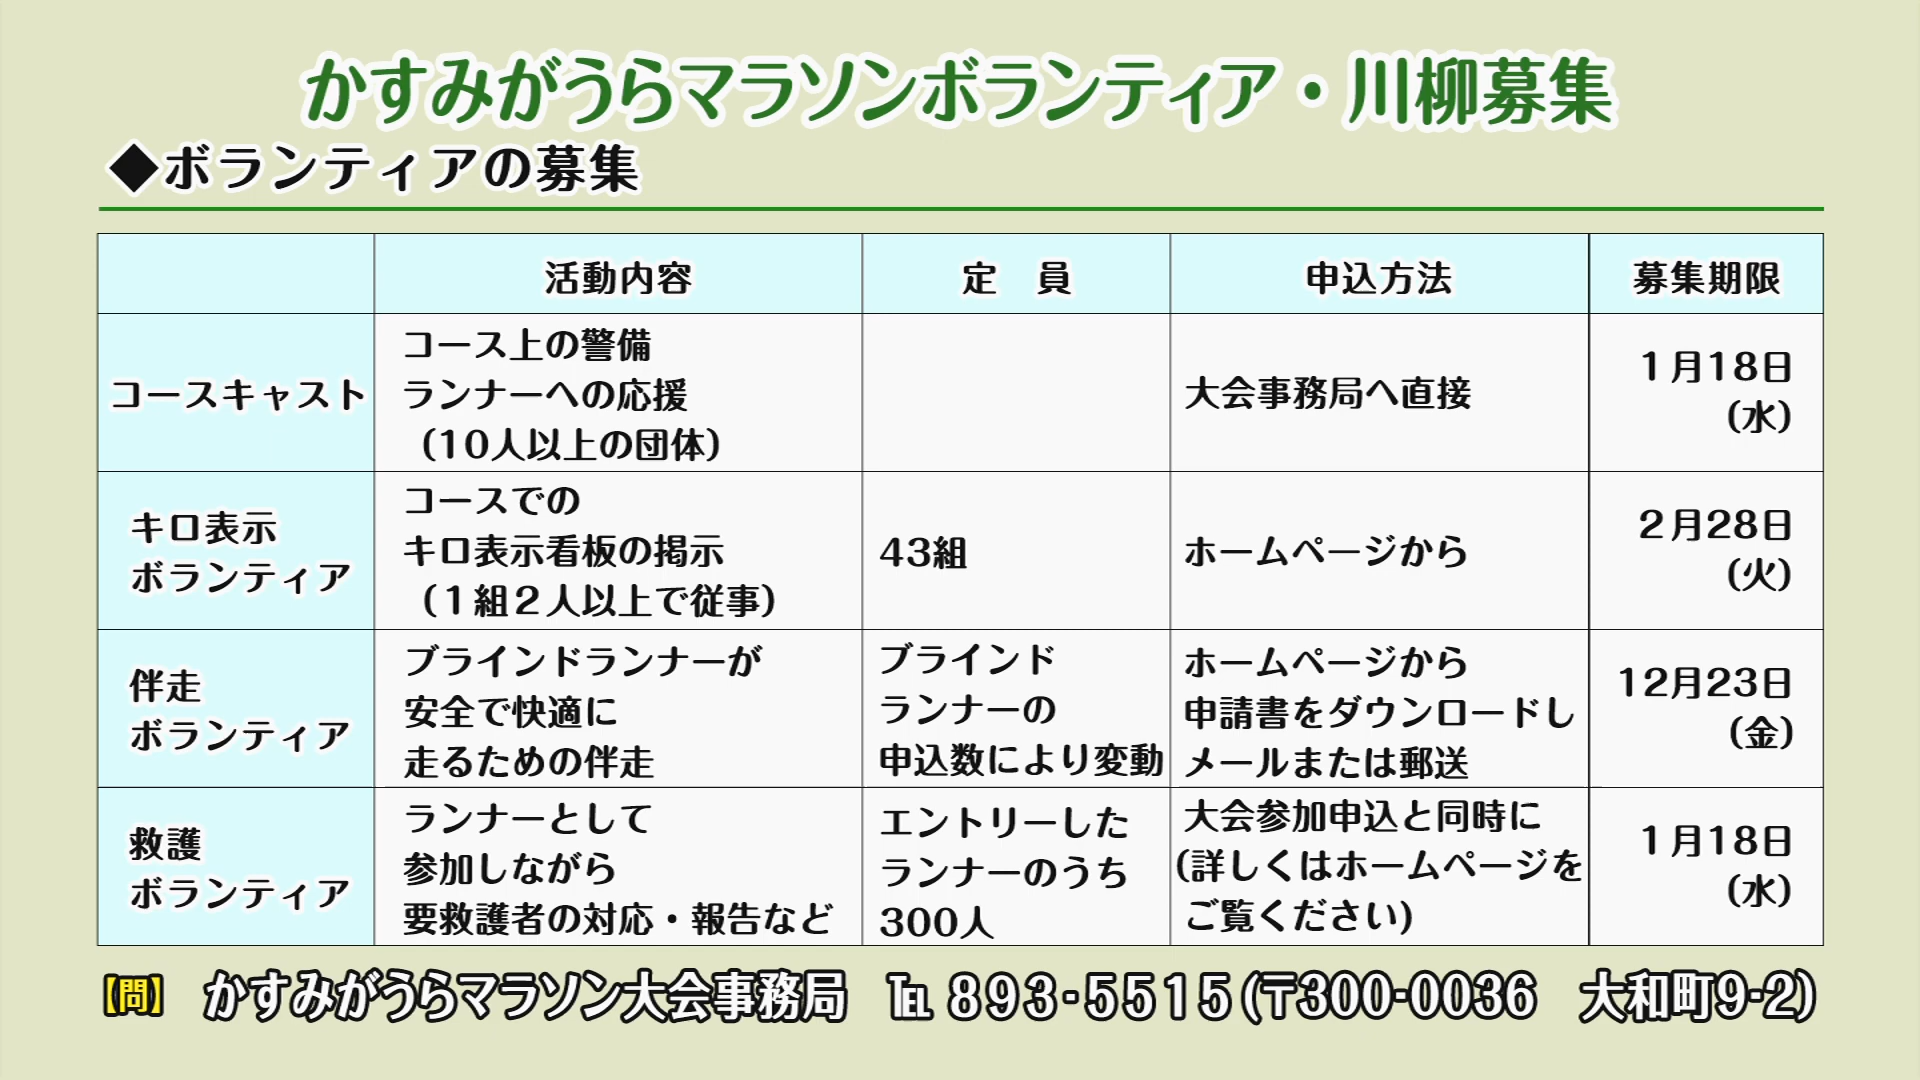 かすみがうらマラソンボランティア・川柳募集
◆ボランティアの募集
活動内容
定　員
申込方法
募集期限
コースキャスト
コース上の警備
ランナーへの応援
（10人以上の団体）
大会事務局へ直接
1月18日
（水）
キロ表示
ボランティア
コースでの
キロ表示看板の掲示
（１組２人以上で従事）
43組
ホームページから
2月28日
（火）
伴走
ボランティア
ブラインドランナーが
安全で快適に
走るための伴走
ブラインド
ランナーの
申込数により変動
ホームページから
申請書をダウンロードし
メールまたは郵送
12月23日
（金）
救護
ボランティア
ランナーとして
参加しながら
要救護者の対応・報告など
エントリーした
ランナーのうち
300人
大会参加申込と同時に
（詳しくはホームページを
ご覧ください）
1月18日
（水）
【問】　かすみがうらマラソン大会事務局　℡ 893-5515（〒300-0036　大和町9-2）